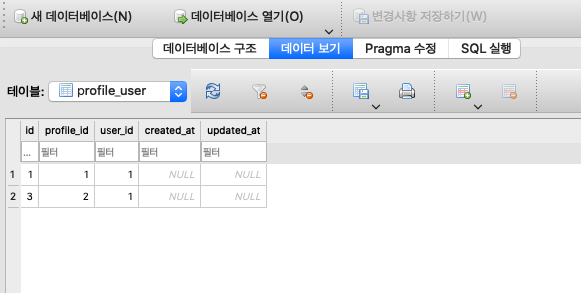 새 데이터베이스(N) 데이터베이스 열기(O) 변경사항 저장하기(W)
데이터베이스 구조 데이터 보기 Pragma 수정 SQL 실행
테이블: profile_user
id profile_id user_id created_at updated_at
... 필터 필터 필터 필터
1 1 1 1 NULL NULL
2 3 2 1 NULL NULL